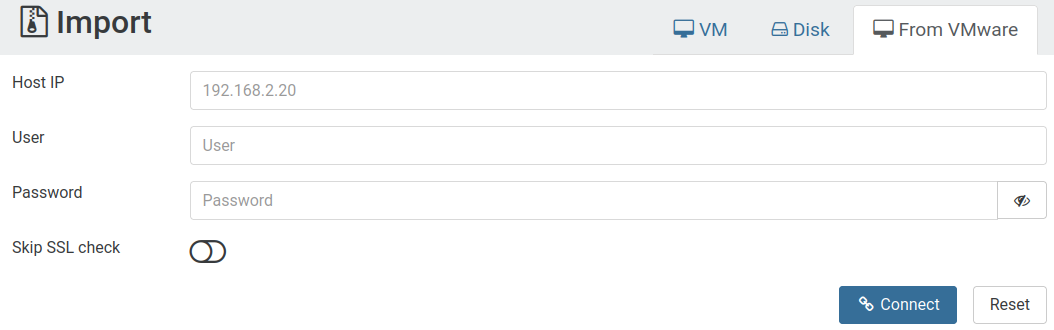 Import
VM
Disk
From VMware
Host IP
192.168.2.20
User
User
Password
Password
Skip SSL check
Connect
Reset